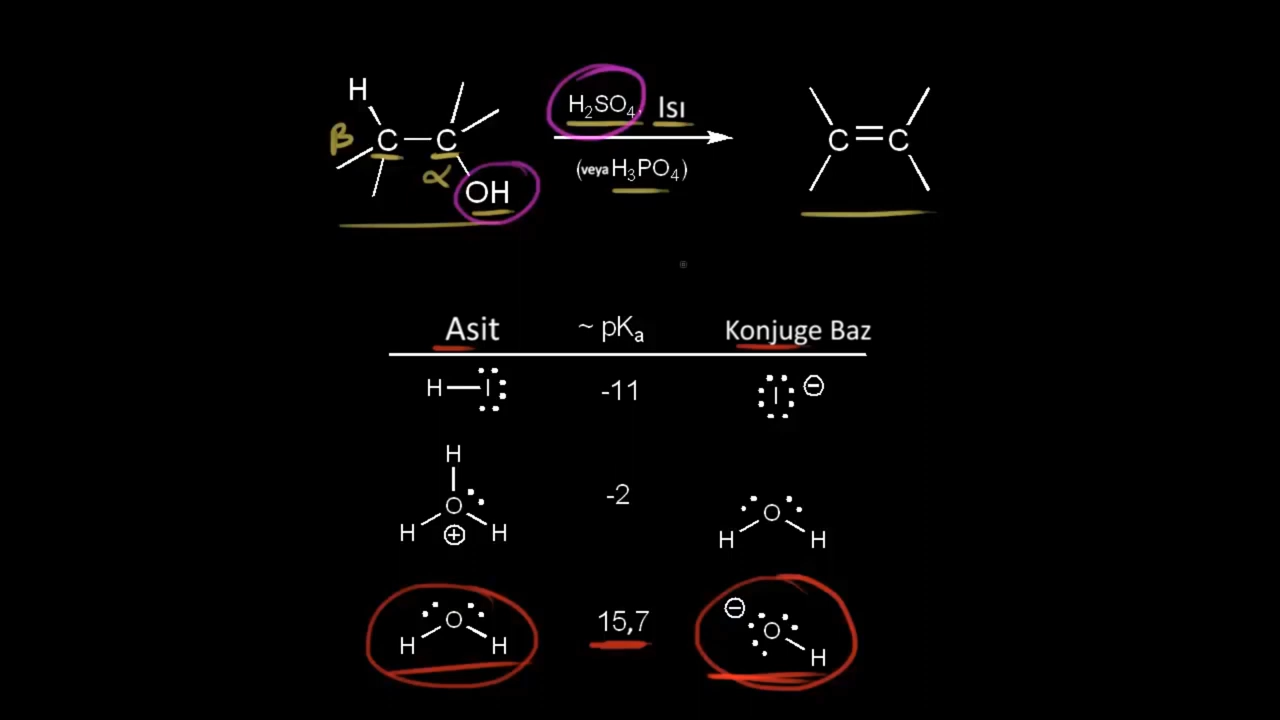 H
β C — C
α
OH
H₂SO₄, Isı
(veya H₃PO₄)
C = C
Asit ~ pKₐ Konjuge Baz
H — I -11 I ⊖
H
O -2 O
H ⊕ H H H
O 15,7 ⊖ O
H H H